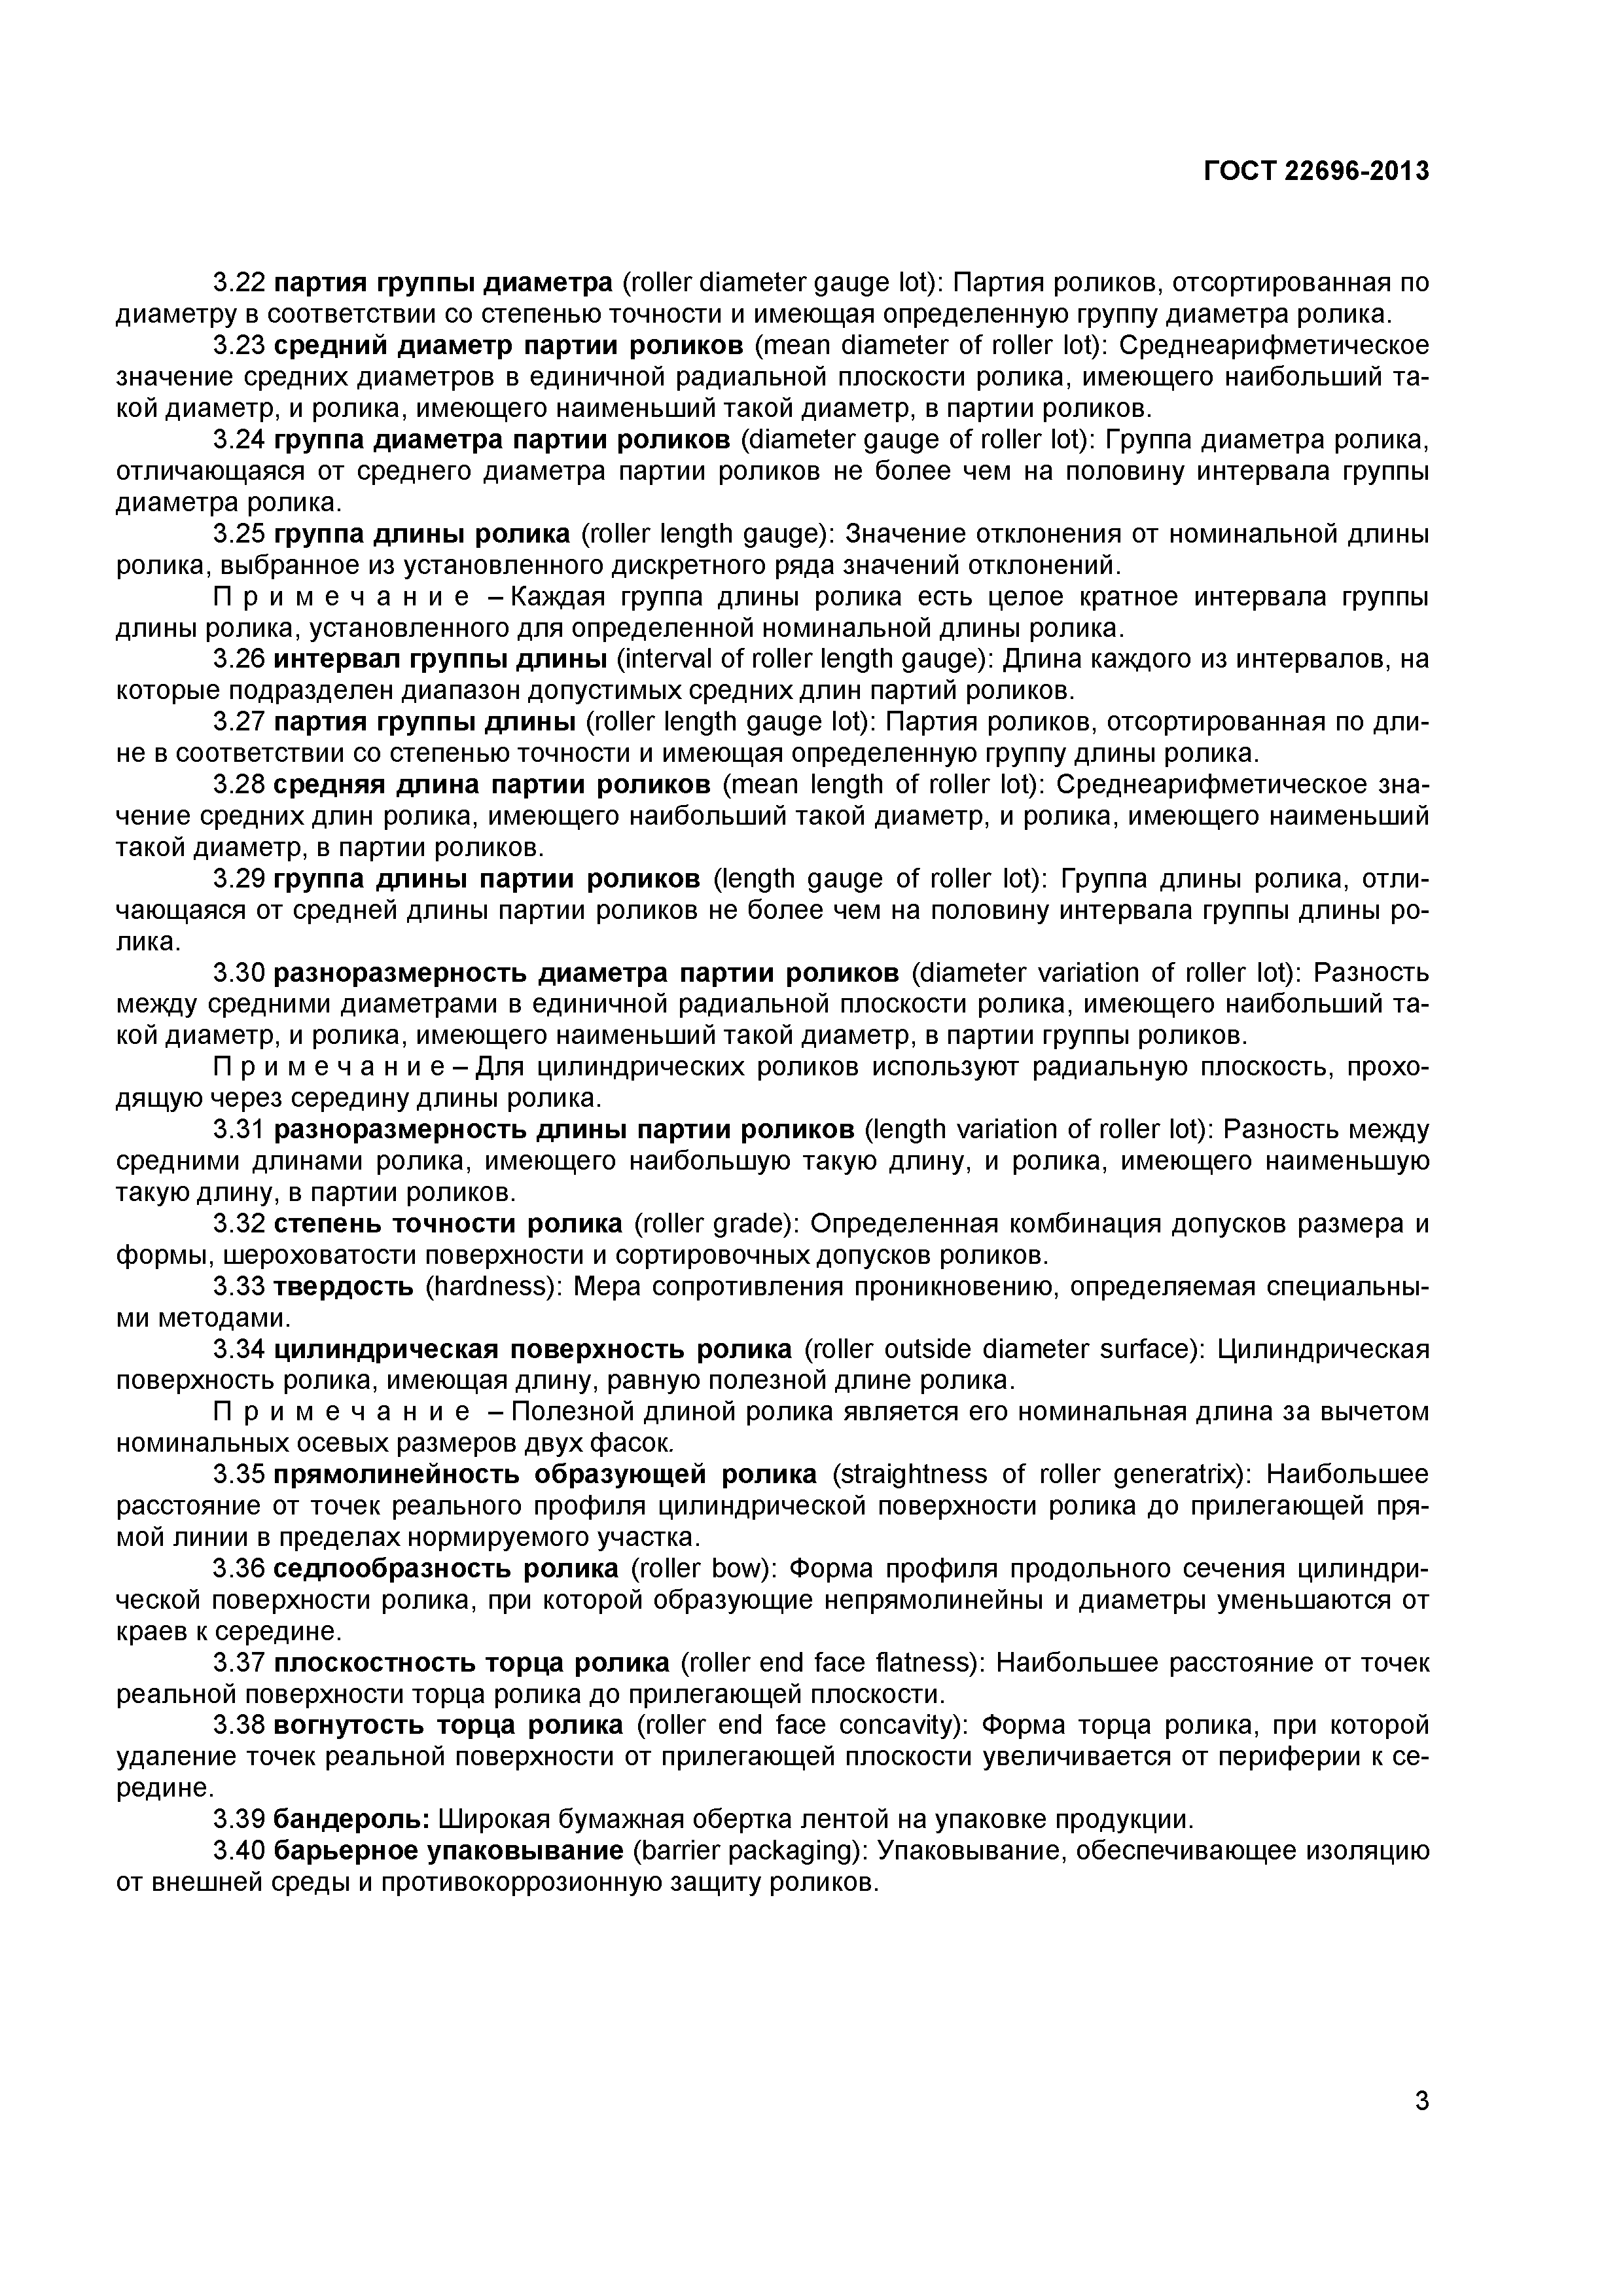 ГОСТ 22696-2013
3.22 партия группы диаметра (roller diameter gauge lot): Партия роликов, отсортированная по
диаметру в соответствии со степенью точности и имеющая определенную группу диаметра ролика.
3.23 средний диаметр партии роликов (mean diameter of roller lot): Среднеарифметическое
значение средних диаметров в единичной радиальной плоскости ролика, имеющего наибольший та-
кой диаметр, и ролика, имеющего наименьший такой диаметр, в партии роликов.
3.24 группа диаметра партии роликов (diameter gauge of roller lot): Группа диаметра ролика,
отличающаяся от среднего диаметра партии роликов не более чем на половину интервала группы
диаметра ролика.
3.25 группа длины ролика (roller length gauge): Значение отклонения от номинальной длины
ролика, выбранное из установленного дискретного ряда значений отклонений.
П р и м е ч а н и е – Каждая группа длины ролика есть целое кратное интервала группы
длины ролика, установленного для определенной номинальной длины ролика.
3.26 интервал группы длины (interval of roller length gauge): Длина каждого из интервалов, на
которые подразделен диапазон допустимых средних длин партий роликов.
3.27 партия группы длины (roller length gauge lot): Партия роликов, отсортированная по дли-
не в соответствии со степенью точности и имеющая определенную группу длины ролика.
3.28 средняя длина партии роликов (mean length of roller lot): Среднеарифметическое зна-
чение средних длин ролика, имеющего наибольший такой диаметр, и ролика, имеющего наименьший
такой диаметр, в партии роликов.
3.29 группа длины партии роликов (length gauge of roller lot): Группа длины ролика, отли-
чающаяся от средней длины партии роликов не более чем на половину интервала группы длины ро-
лика.
3.30 разноразмерность диаметра партии роликов (diameter variation of roller lot): Разность
между средними диаметрами в единичной радиальной плоскости ролика, имеющего наибольший та-
кой диаметр, и ролика, имеющего наименьший такой диаметр, в партии группы роликов.
П р и м е ч а н и е – Для цилиндрических роликов используют радиальную плоскость, прохо-
дящую через середину длины ролика.
3.31 разноразмерность длины партии роликов (length variation of roller lot): Разность между
средними длинами ролика, имеющего наибольшую такую длину, и ролика, имеющего наименьшую
такую длину, в партии роликов.
3.32 степень точности ролика (roller grade): Определенная комбинация допусков размера и
формы, шероховатости поверхности и сортировочных допусков роликов.
3.33 твердость (hardness): Мера сопротивления проникновению, определяемая специальны-
ми методами.
3.34 цилиндрическая поверхность ролика (roller outside diameter surface): Цилиндрическая
поверхность ролика, имеющая длину, равную полезной длине ролика.
П р и м е ч а н и е – Полезной длиной ролика является его номинальная длина за вычетом
номинальных осевых размеров двух фасок.
3.35 прямолинейность образующей ролика (straightness of roller generatrix): Наибольшее
расстояние от точек реального профиля цилиндрической поверхности ролика до прилегающей пря-
мой линии в пределах нормируемого участка.
3.36 седлообразность ролика (roller bow): Форма профиля продольного сечения цилиндри-
ческой поверхности ролика, при которой образующие непрямолинейны и диаметры уменьшаются от
краев к середине.
3.37 плоскостность торца ролика (roller end face flatness): Наибольшее расстояние от точек
реальной поверхности торца ролика до прилегающей плоскости.
3.38 вогнутость торца ролика (roller end face concavity): Форма торца ролика, при которой
удаление точек реальной поверхности от прилегающей плоскости увеличивается от периферии к се-
редине.
3.39 бандероль: Широкая бумажная обертка лентой на упаковке продукции.
3.40 барьерное упаковывание (barrier packaging): Упаковывание, обеспечивающее изоляцию
от внешней среды и противокоррозионную защиту роликов.
3